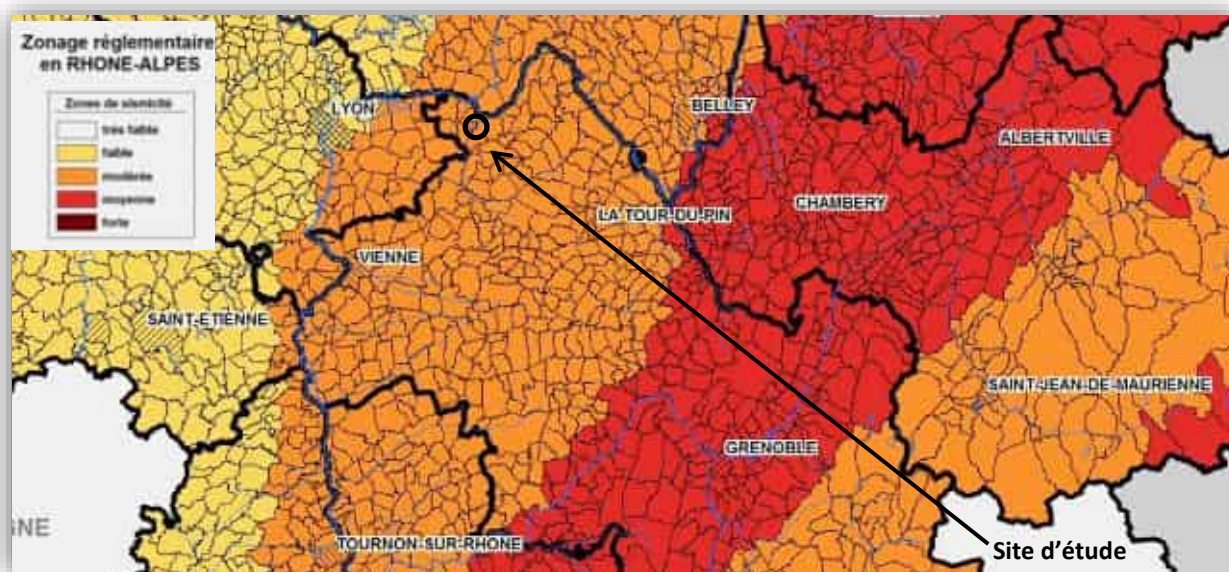 Zonage réglementaire
en RHONE-ALPES
Zones de sismicité
très faible
faible
modérée
moyenne
forte
LYON
BELLEY
ALBERTVILLE
CHAMBERY
LA TOUR-DU-PIN
VIENNE
SAINT-ETIENNE
SAINT-JEAN-DE-MAURIENNE
GRENOBLE
GNE
TOURNON-SUR-RHONE
Site d'étude